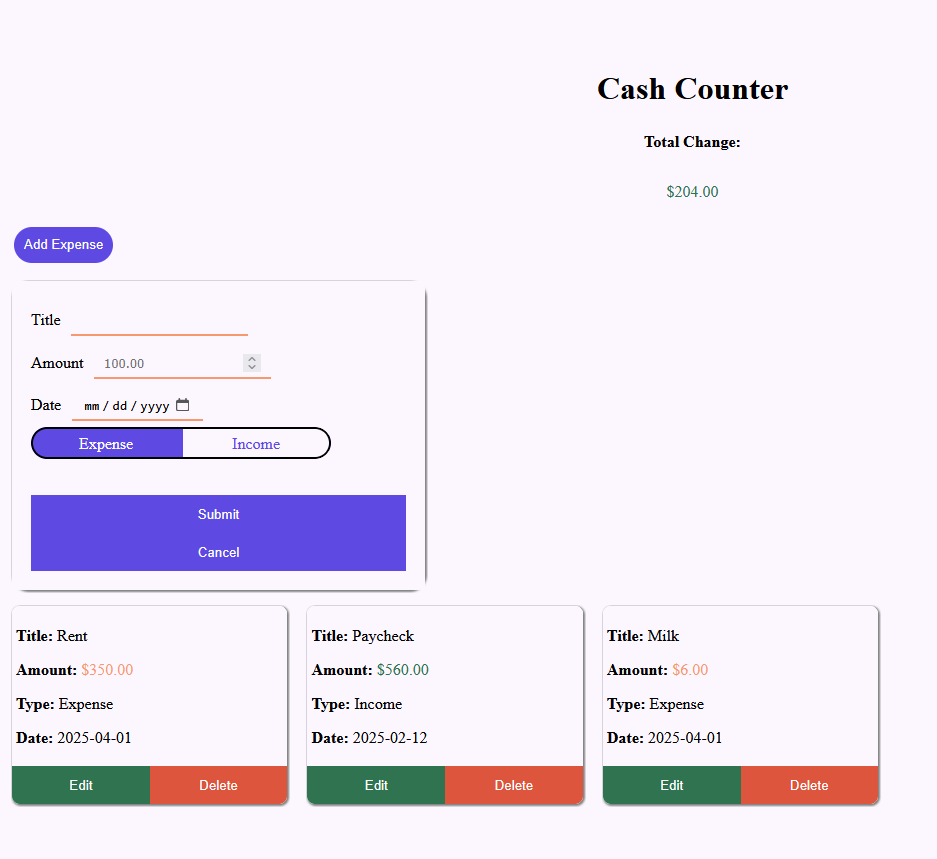 Cash Counter
Total Change:
$204.00
Add Expense
Title
Amount 100.00
Date mm / dd / yyyy
Expense Income
Submit
Cancel
Title: Rent
Amount: $350.00
Type: Expense
Date: 2025-04-01
Edit Delete
Title: Paycheck
Amount: $560.00
Type: Income
Date: 2025-02-12
Edit Delete
Title: Milk
Amount: $6.00
Type: Expense
Date: 2025-04-01
Edit Delete